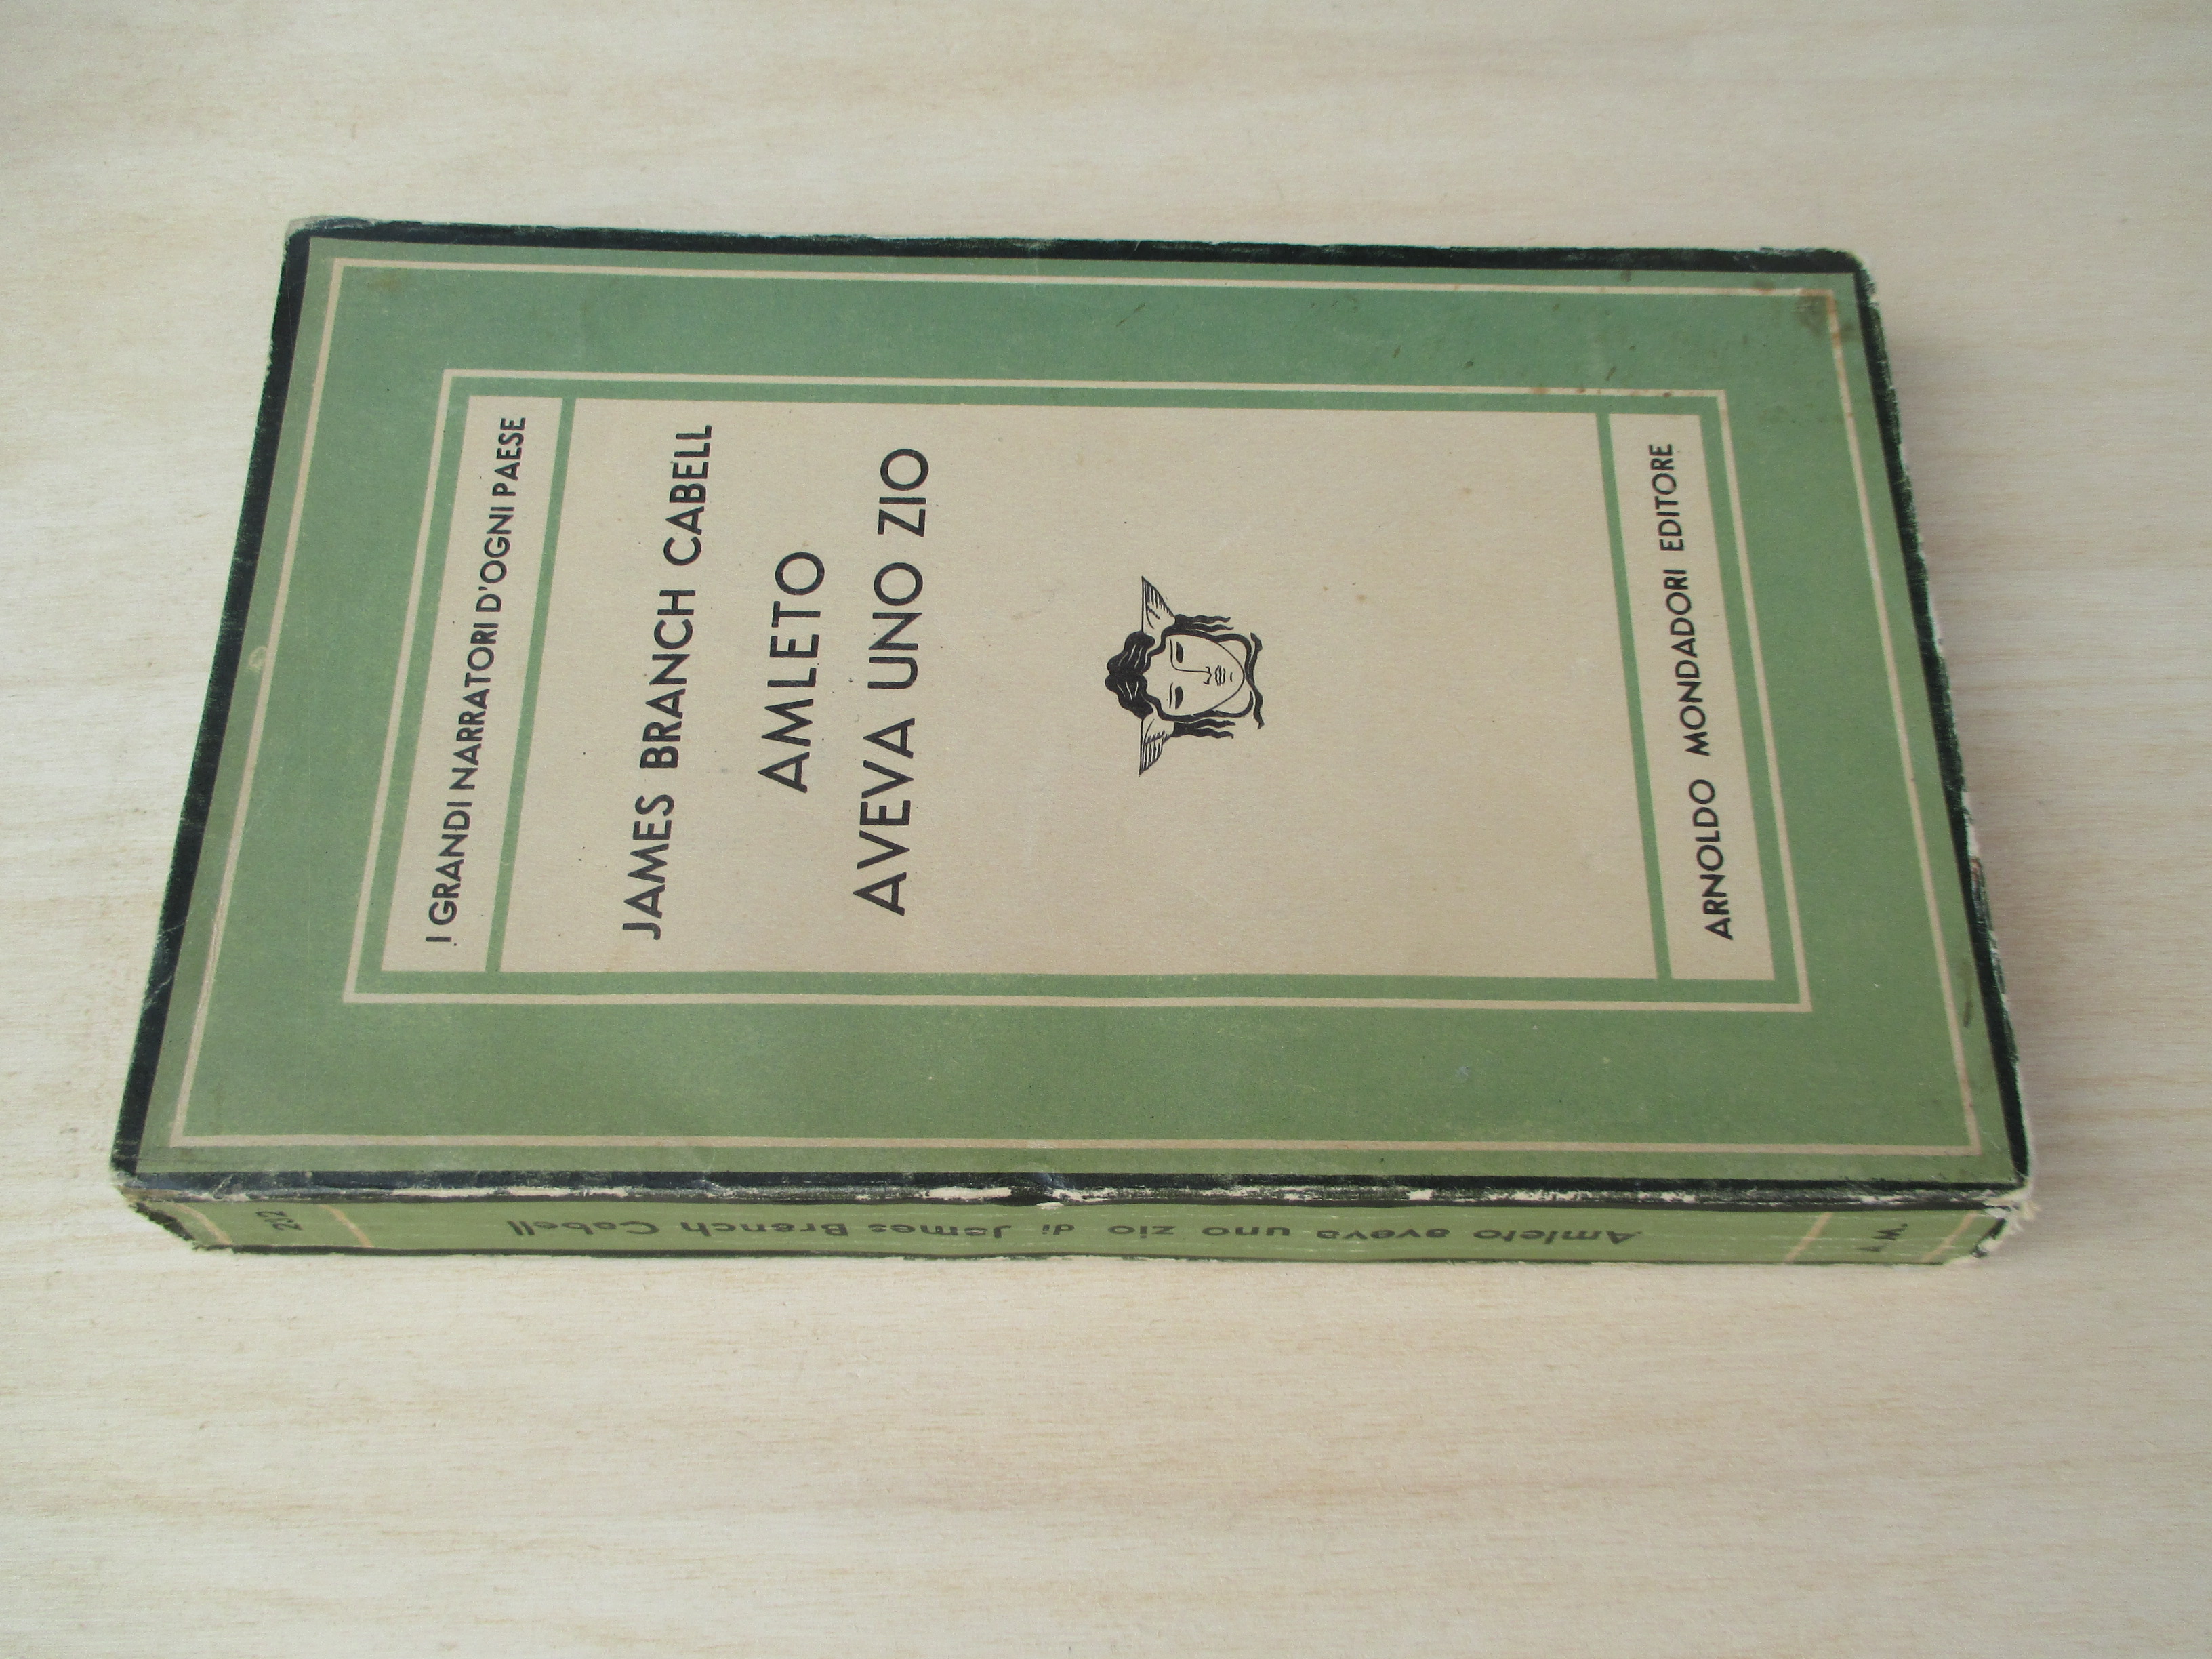 I GRANDI NARRATORI D'OGNI PAESE
JAMES BRANCH CABELL
AMLETO
AVEVA UNO ZIO
ARNOLDO MONDADORI EDITORE
Amleto aveva uno zio di James Branch Cabell